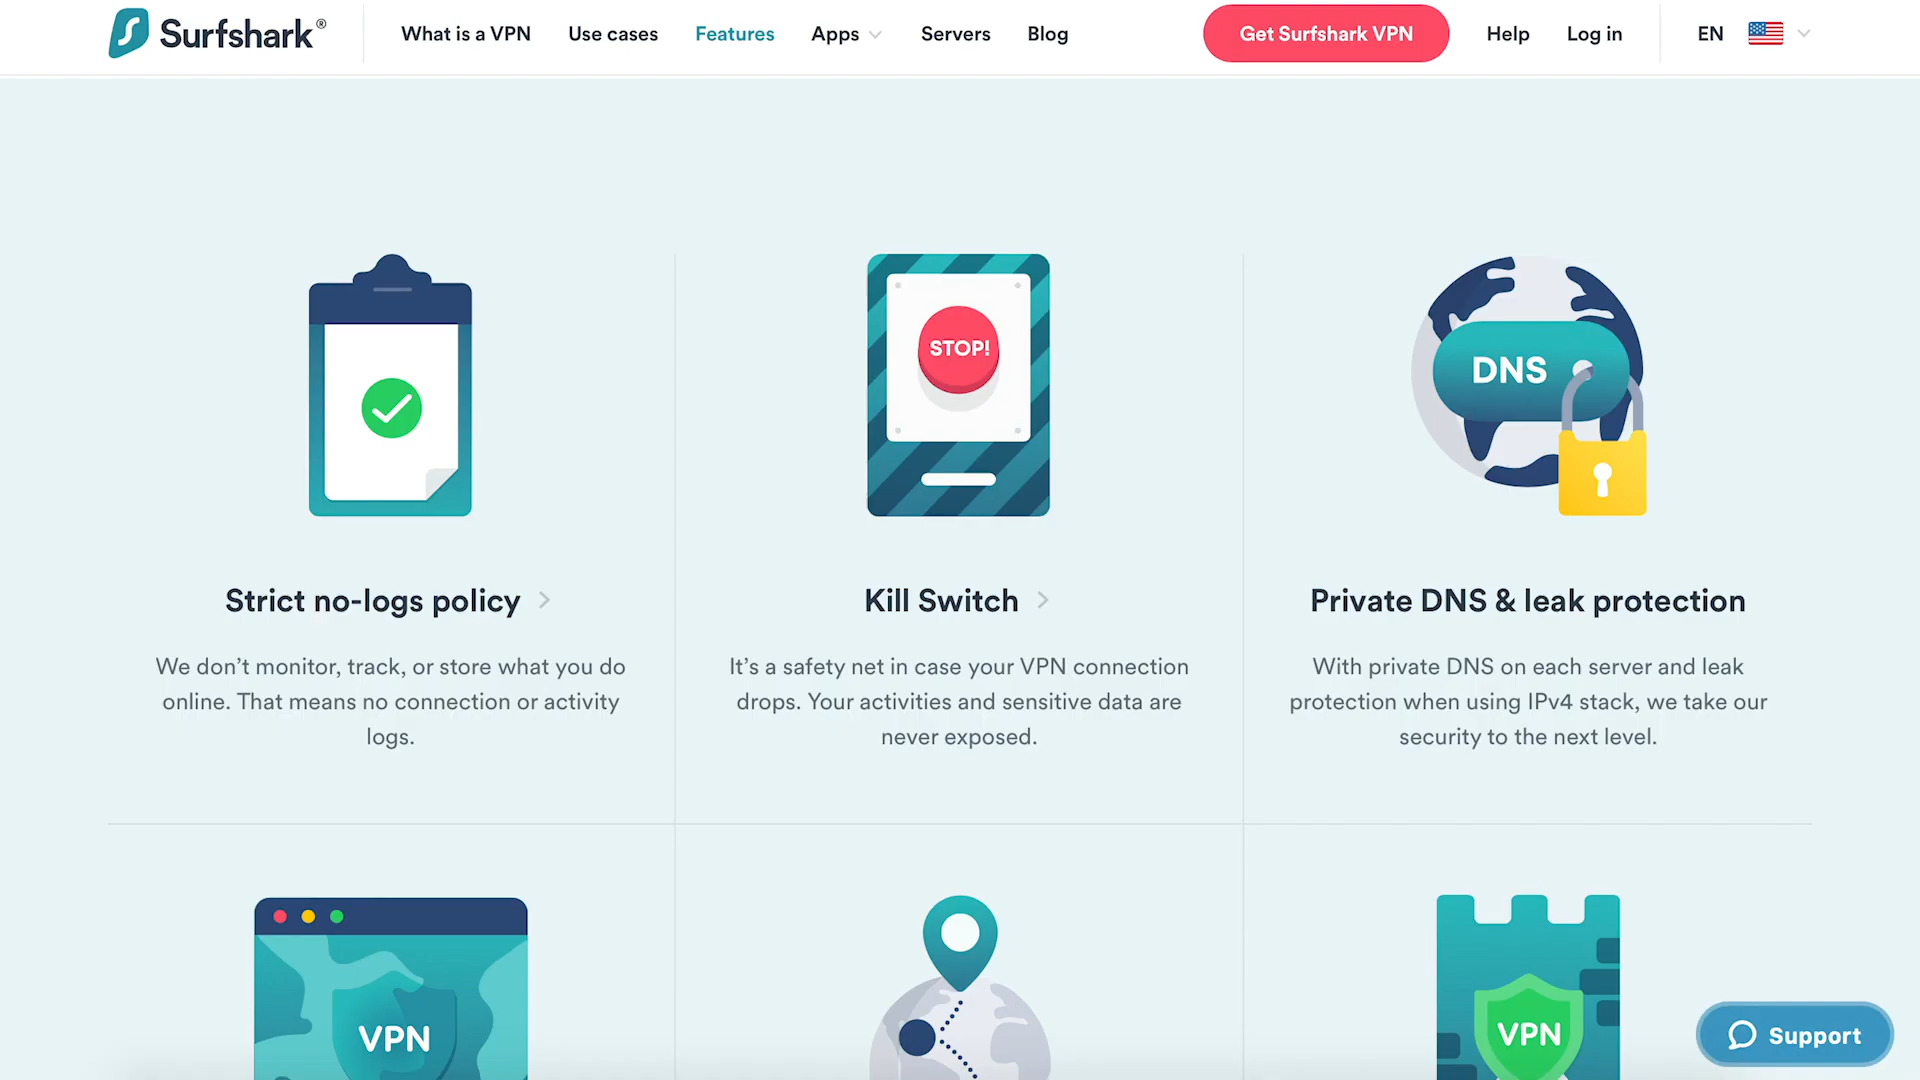 Surfshark®
What is a VPN
Use cases
Features
Apps
Servers
Blog
Get Surfshark VPN
Help
Log in
EN
STOP!
DNS
Strict no-logs policy
We don’t monitor, track, or store what you do
online. That means no connection or activity
logs.
Kill Switch
It’s a safety net in case your VPN connection
drops. Your activities and sensitive data are
never exposed.
Private DNS & leak protection
With private DNS on each server and leak
protection when using IPv4 stack, we take our
security to the next level.
VPN
VPN
Support